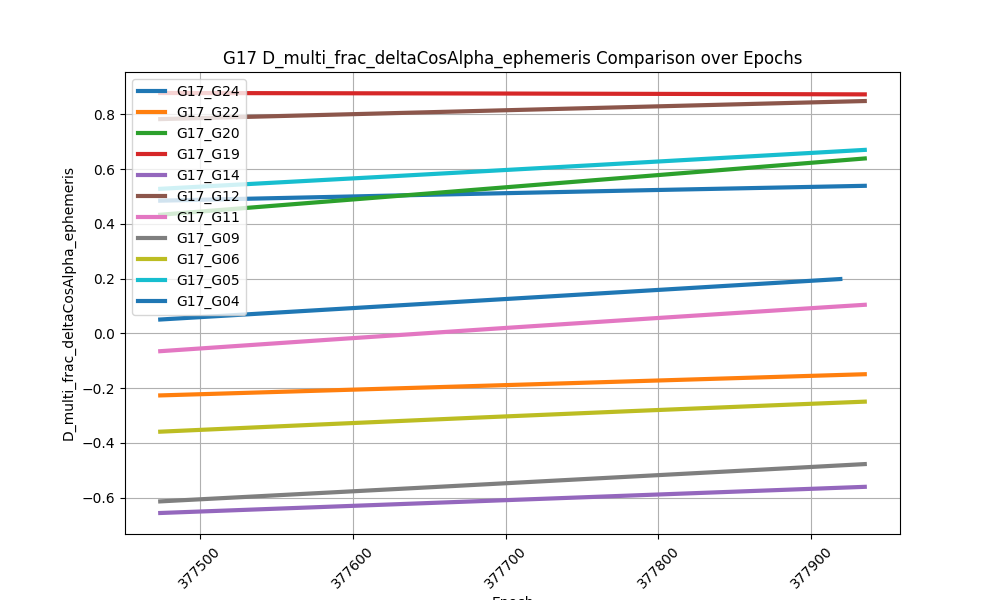 G17 D_multi_frac_deltaCosAlpha_ephemeris Comparison over Epochs
D_multi_frac_deltaCosAlpha_ephemeris
0.8
0.6
0.4
0.2
0.0
−0.2
−0.4
−0.6
G17_G24
G17_G22
G17_G20
G17_G19
G17_G14
G17_G12
G17_G11
G17_G09
G17_G06
G17_G05
G17_G04
377500
377600
377700
377800
377900
Epoch